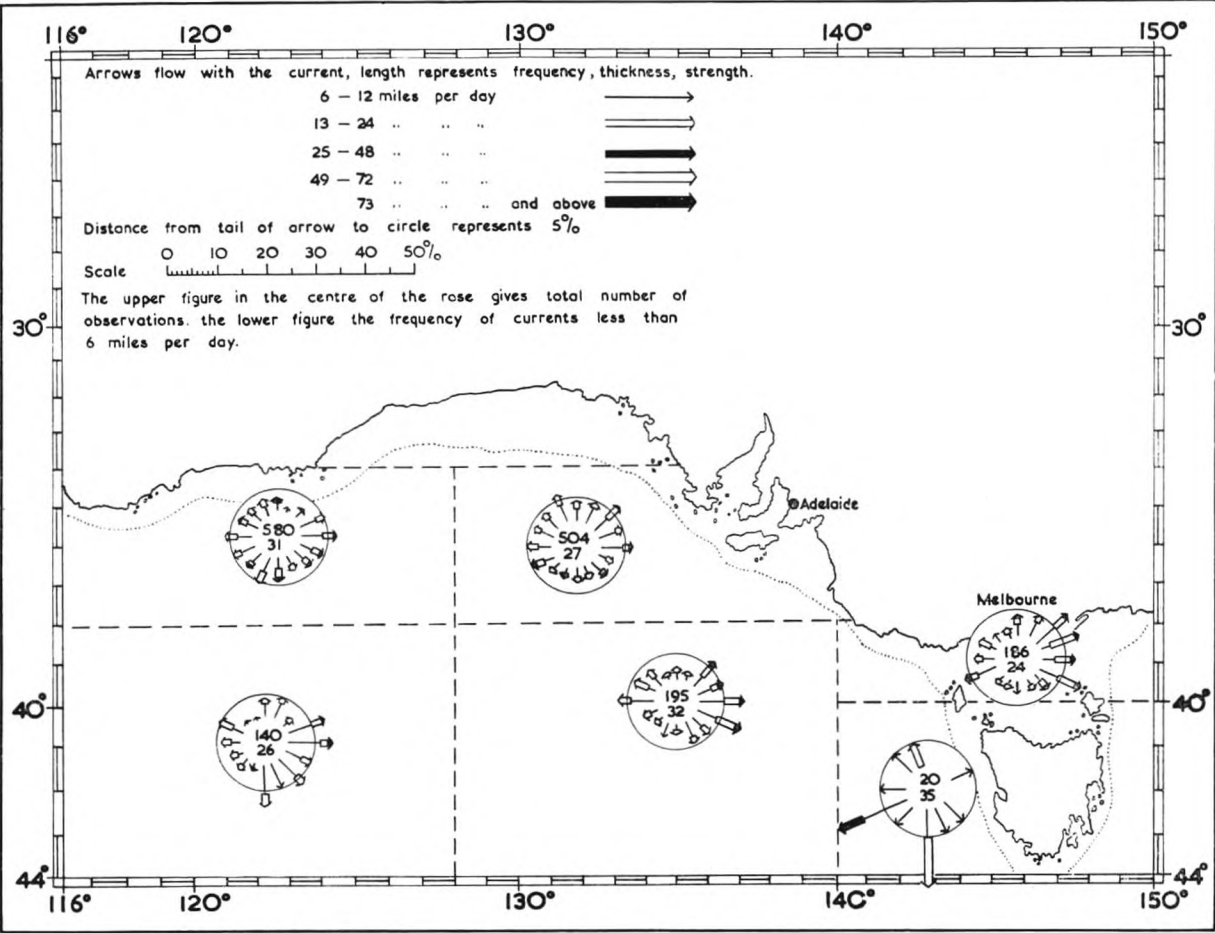 116° 120° 130° 140° 150°
Arrows flow with the current, length represents frequency, thickness, strength.
6 – 12 miles per day
13 – 24 .. .. ..
25 – 48 .. .. ..
49 – 72 .. .. ..
73 .. .. .. and above
Distance from tail of arrow to circle represents 5%
0 10 20 30 40 50%
Scale
The upper figure in the centre of the rose gives total number of
observations. the lower figure the frequency of currents less than
6 miles per day.
30° 30°
Adelaide
580
31
504
27
Melbourne
186
24
195
32
40° 40°
140
26
20
35
44° 44°
116° 120° 130° 14C° 150°